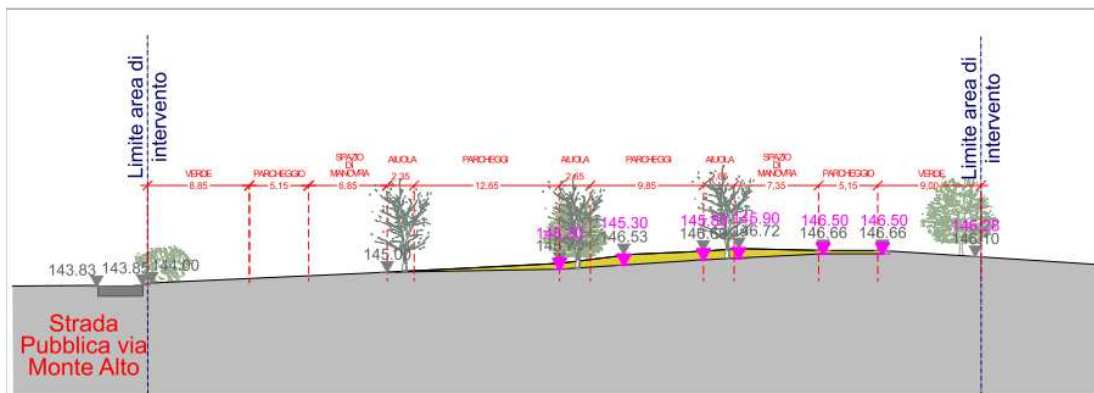 Limite area di
intervento
Limite area di
intervento
VERDE
8,85
PARCHEGGIO
5,15
SPAZIO
DI
MANOVRA
6,85
AIUOLA
2,35
PARCHEGGI
12,65
AIUOLA
2,65
PARCHEGGI
9,85
AIUOLA
SPAZIO
DI
MANOVRA
7,35
PARCHEGGIO
5,15
VERDE
9,00
143.83
143.85
144.00
145.00
145.30
146.53
145.90
146.72
146.50
146.66
146.50
146.66
146.28
146.10
Strada
Pubblica via
Monte Alto